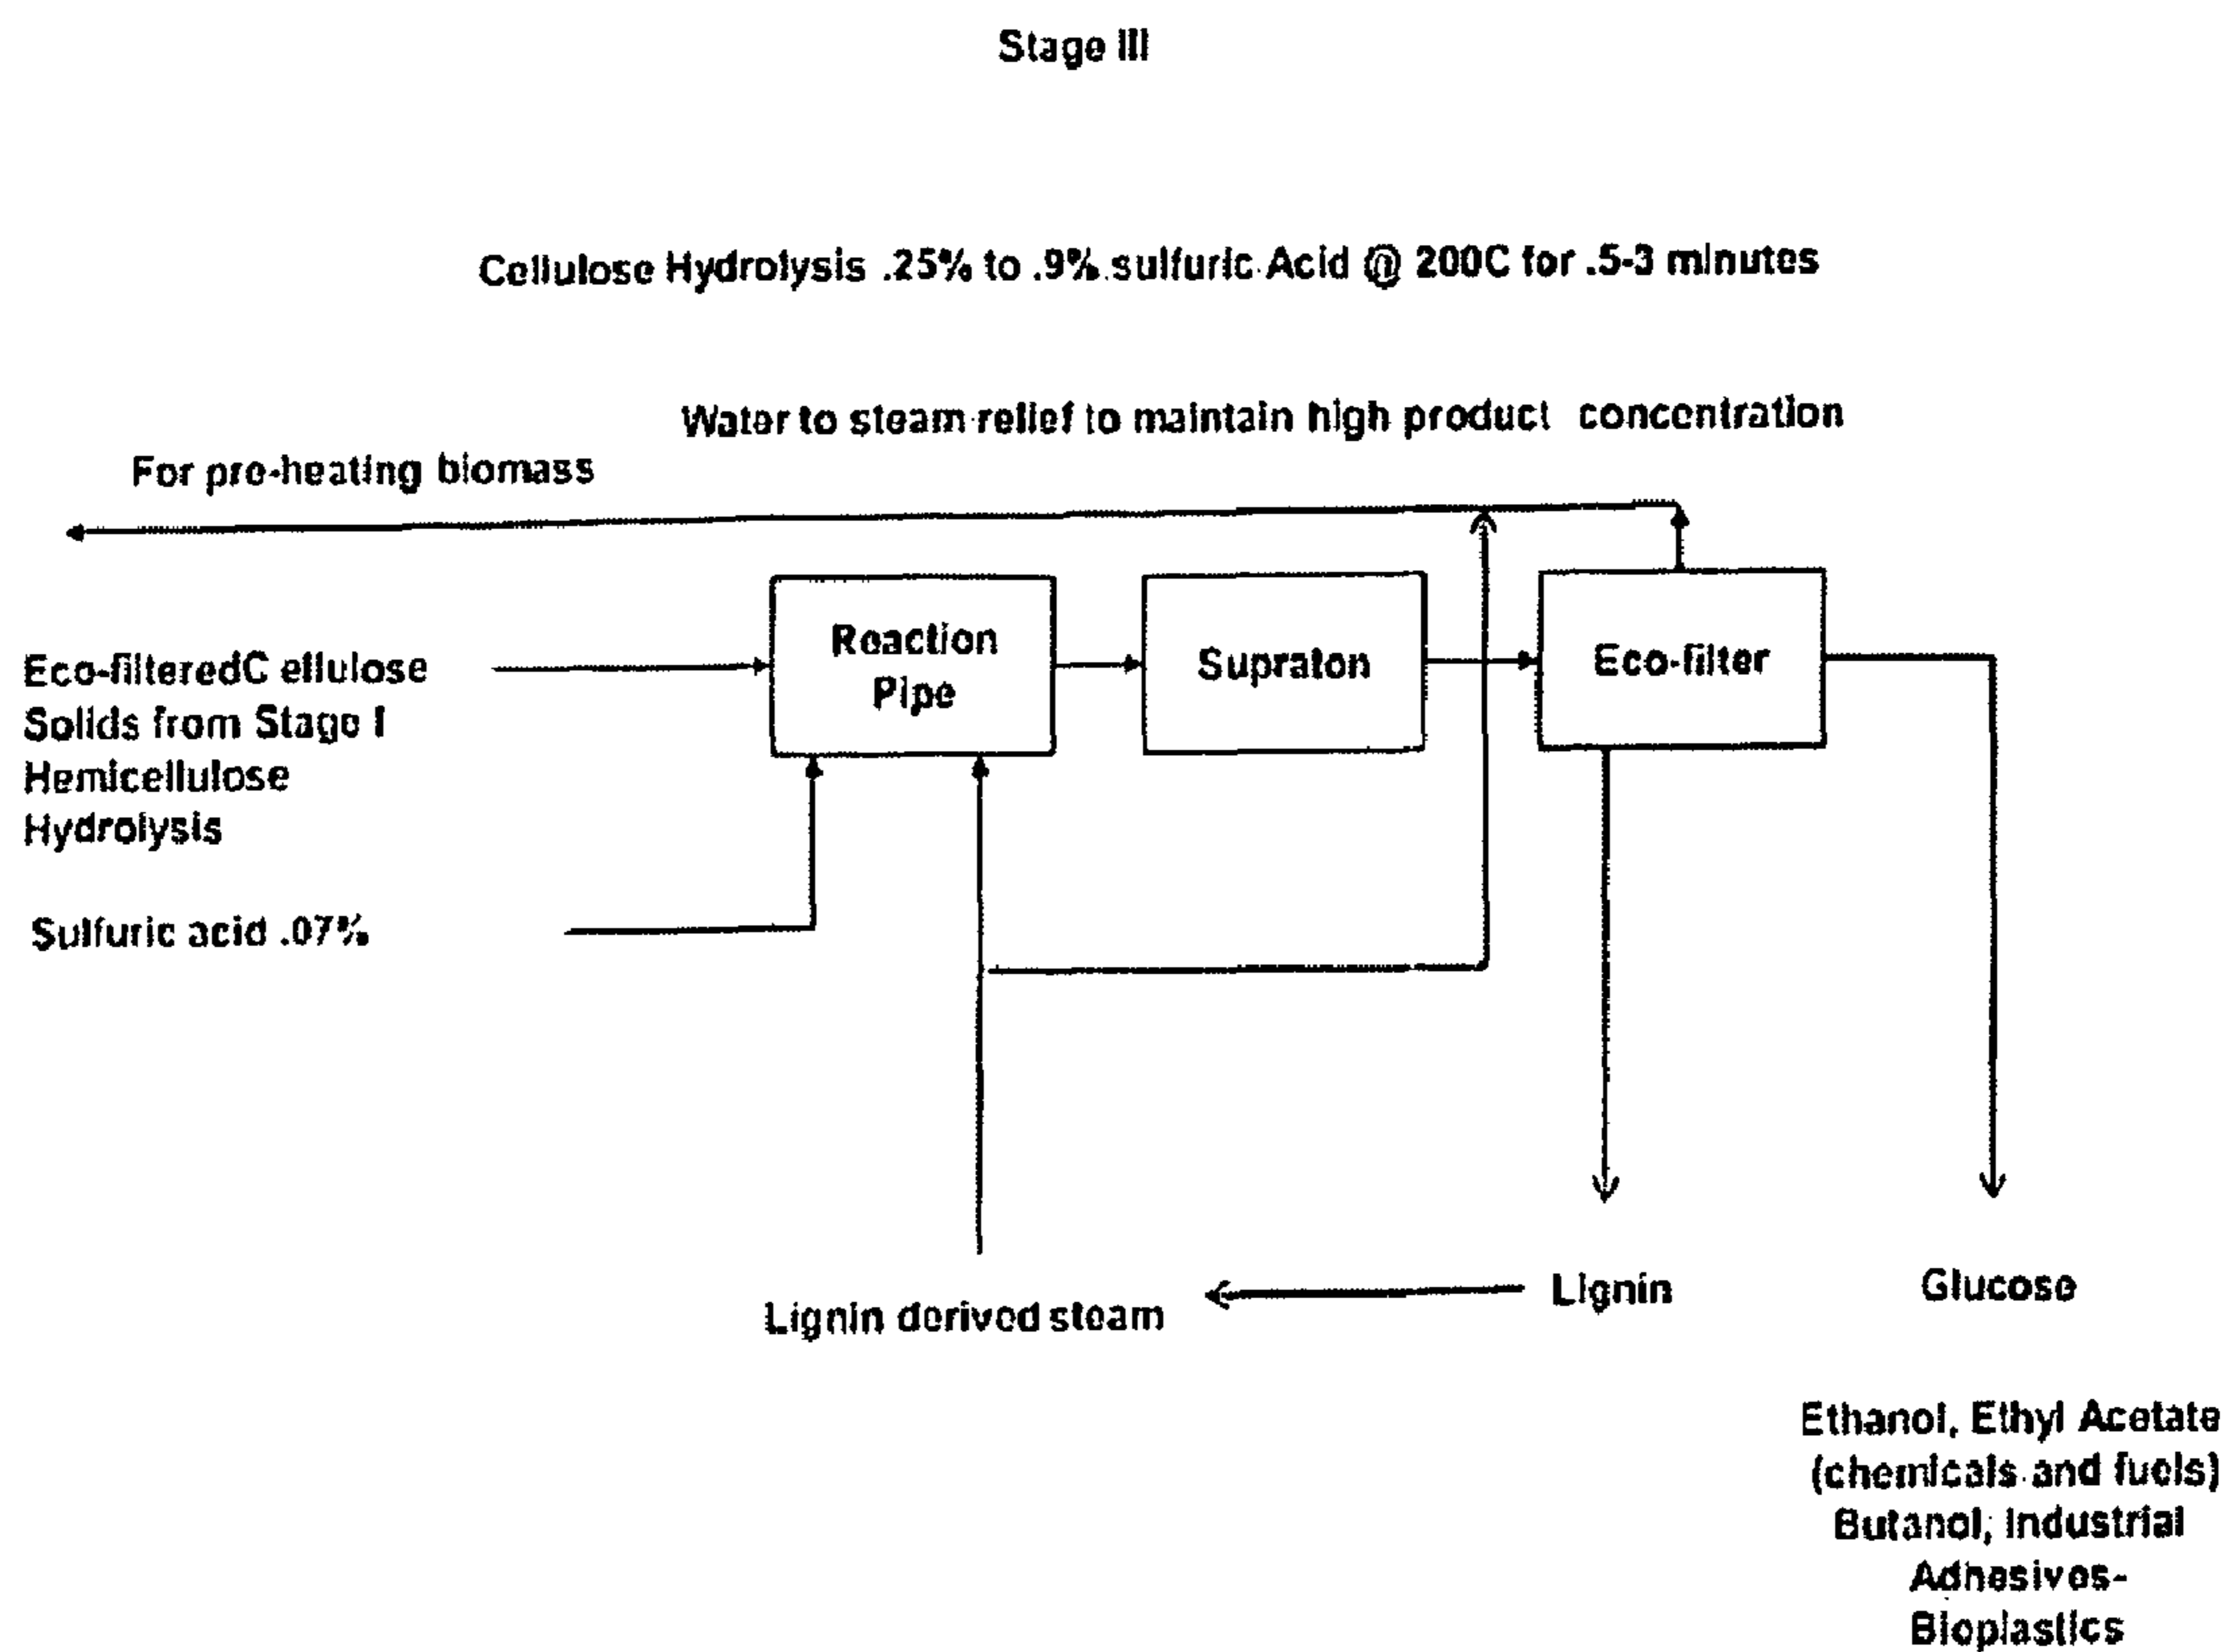 Stage III
Cellulose Hydrolysis .25% to .9% sulfuric Acid @ 200C for .5-3 minutes
Water to steam relief to maintain high product concentration
For pre-heating biomass
Reaction
Pipe
Supraton
Eco-filter
Eco-filteredC ellulose
Solids from Stage I
Hemicellulose
Hydrolysis
Sulfuric acid .07%
Lignin derived steam
Lignin
Glucose
Ethanol, Ethyl Acetate
(chemicals and fuels)
Butanol, Industrial
Adhesives-
Bioplastics